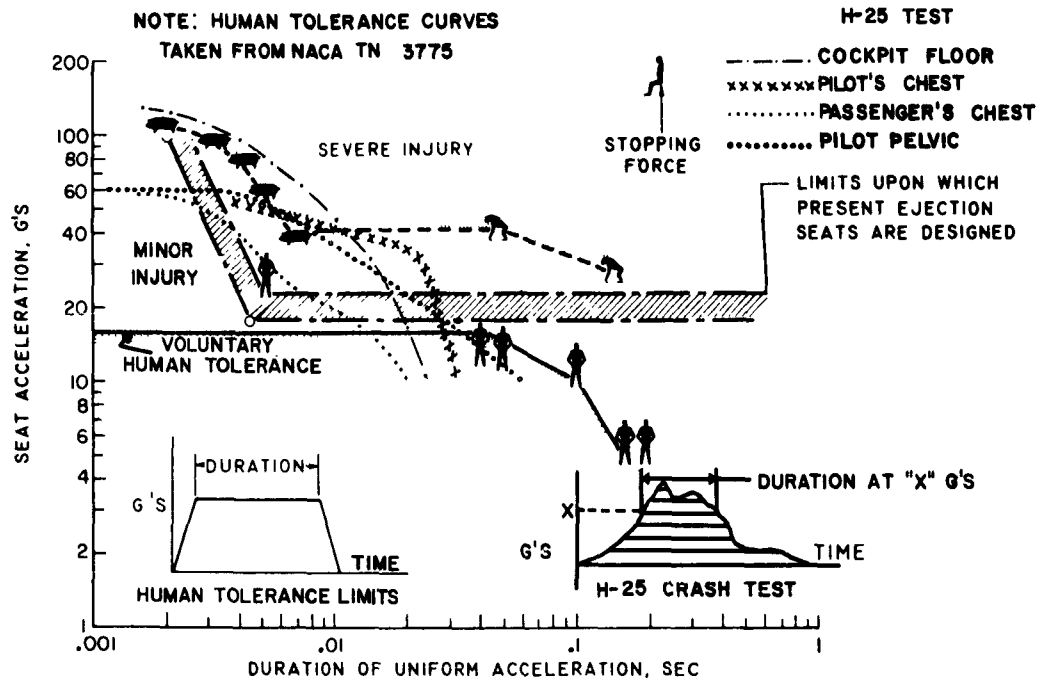 NOTE: HUMAN TOLERANCE CURVES
TAKEN FROM NACA TN 3775
H-25 TEST
COCKPIT FLOOR
PILOT'S CHEST
PASSENGER'S CHEST
PILOT PELVIC
STOPPING
FORCE
SEVERE INJURY
LIMITS UPON WHICH
PRESENT EJECTION
SEATS ARE DESIGNED
MINOR
INJURY
VOLUNTARY
HUMAN TOLERANCE
SEAT ACCELERATION, G'S
200
100
80
60
40
20
10
8
6
4
2
1
DURATION
G'S
TIME
HUMAN TOLERANCE LIMITS
DURATION AT "X" G'S
X
G'S
TIME
H-25 CRASH TEST
.001 .01 .1 1
DURATION OF UNIFORM ACCELERATION, SEC